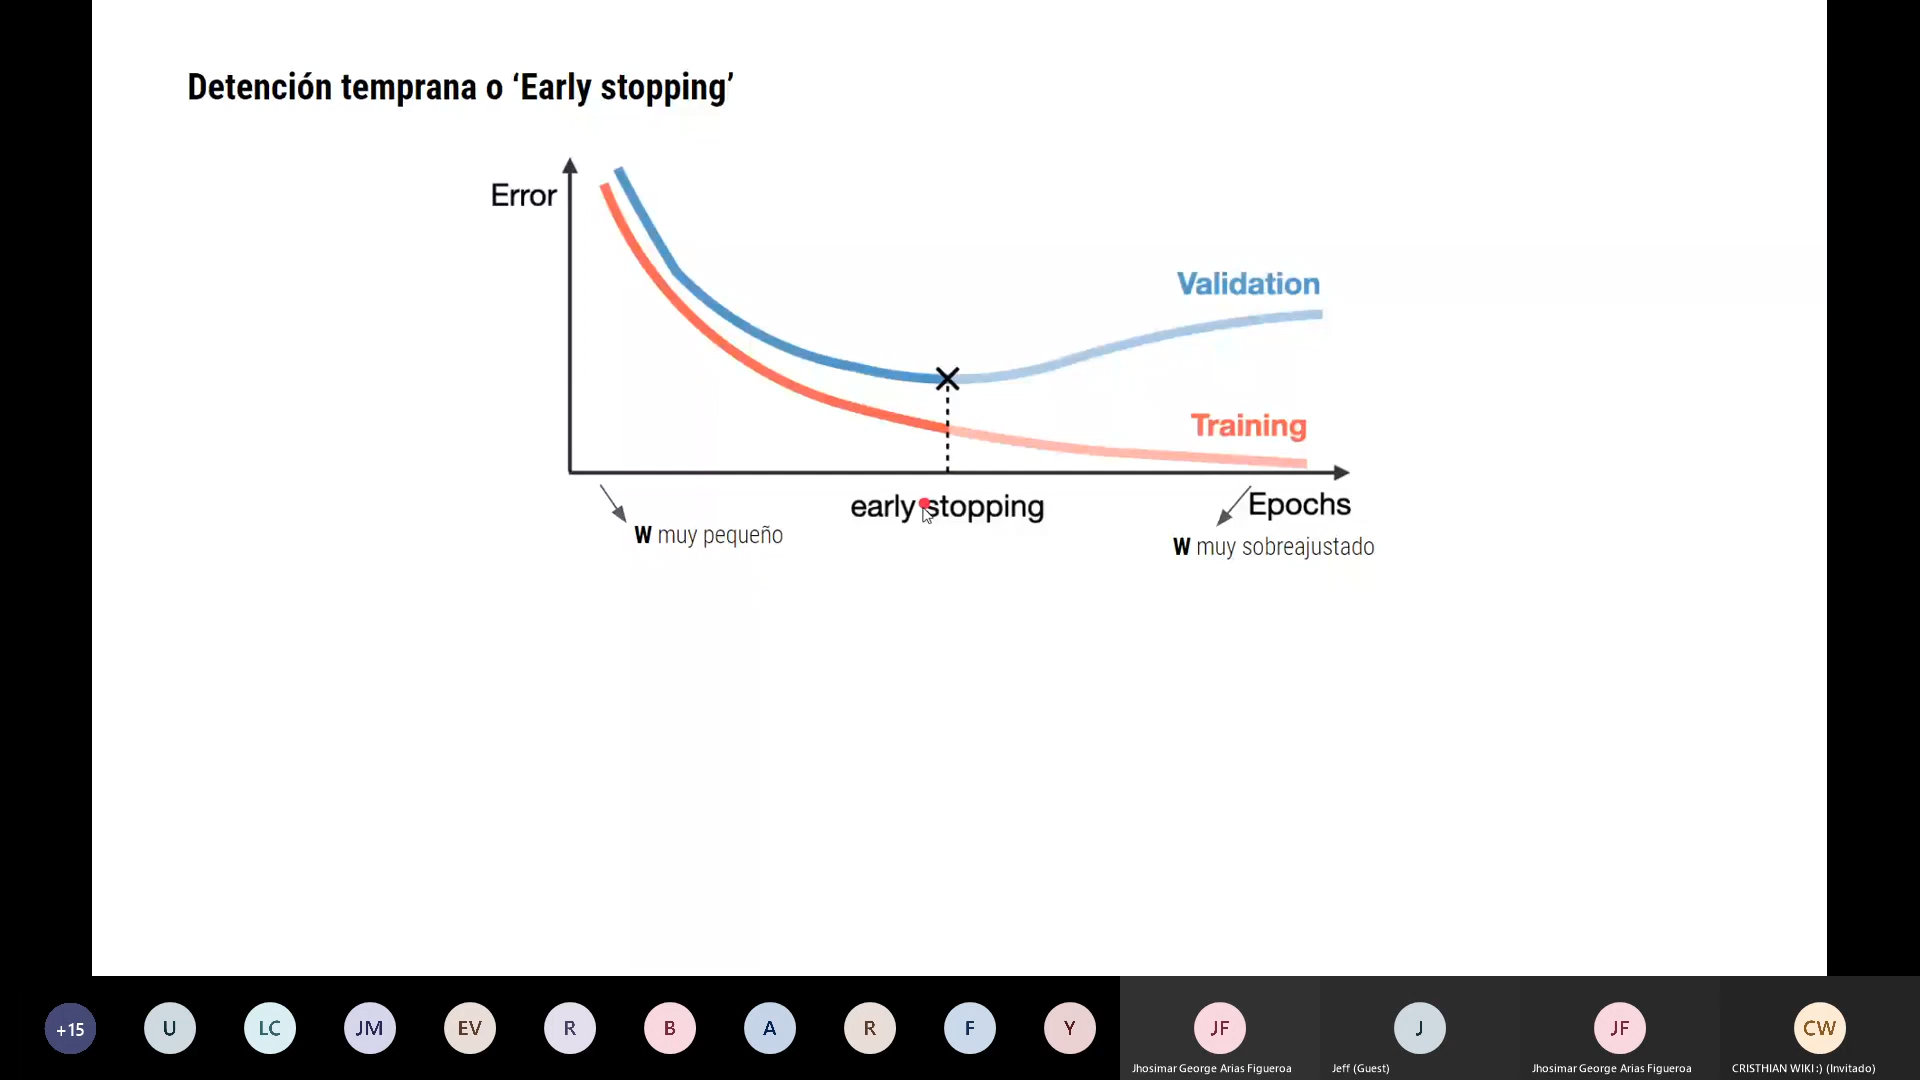 Detención temprana o ‘Early stopping’
Error
Validation
Training
early stopping
Epochs
W muy pequeño
W muy sobreajustado
+15
U
LC
JM
EV
R
B
A
R
F
Y
JF
J
JF
CW
Jhosimar George Arias Figueroa
Jeff (Guest)
Jhosimar George Arias Figueroa
CRISTHIAN WIKI :) (Invitado)